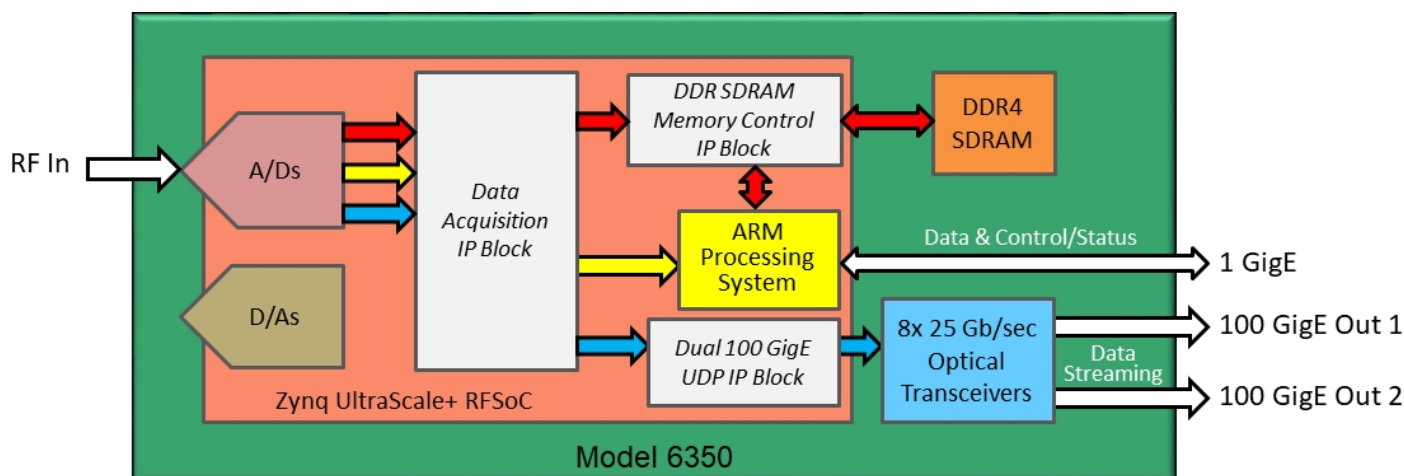 RF In
A/Ds
D/As
Data
Acquisition
IP Block
DDR SDRAM
Memory Control
IP Block
DDR4
SDRAM
ARM
Processing
System
Data & Control/Status
1 GigE
Dual 100 GigE
UDP IP Block
8x 25 Gb/sec
Optical
Transceivers
100 GigE Out 1
Data
Streaming
100 GigE Out 2
Zynq UltraScale+ RFSoC
Model 6350